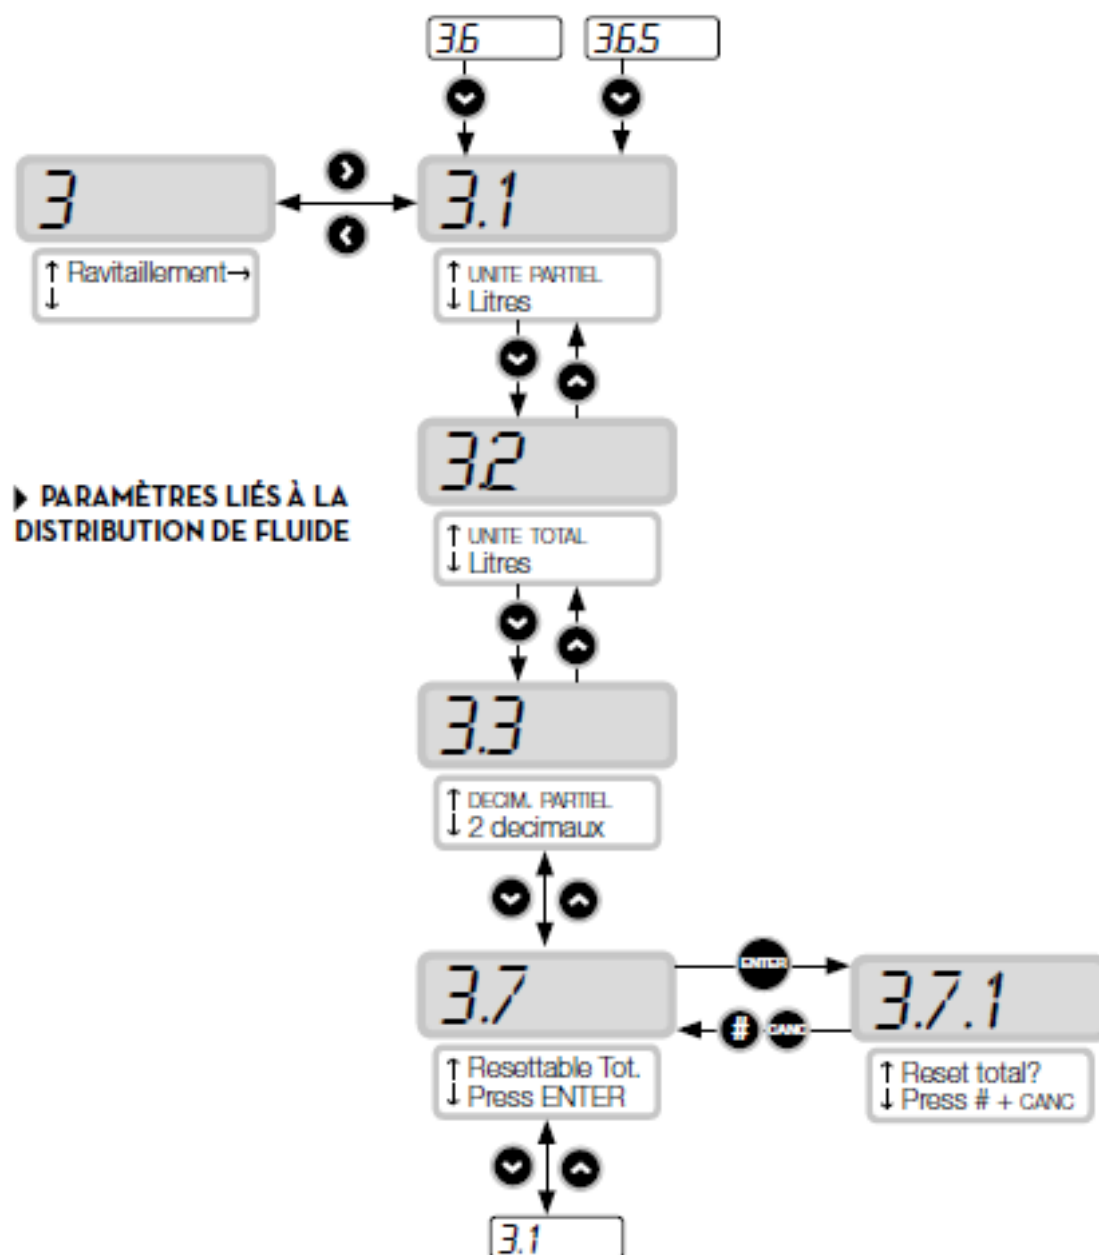 3.6
3.6.5
3
3.1
↑ Ravitaillement→
↓
↑ UNITE PARTIEL
↓ Litres
3.2
▶ PARAMÈTRES LIÉS À LA
DISTRIBUTION DE FLUIDE
↑ UNITE TOTAL
↓ Litres
3.3
↑ DECIM. PARTIEL
↓ 2 decimaux
3.7
ENTER
3.7.1
# CANC
↑ Resettable Tot.
↓ Press ENTER
↑ Reset total?
↓ Press # + CANC
3.1